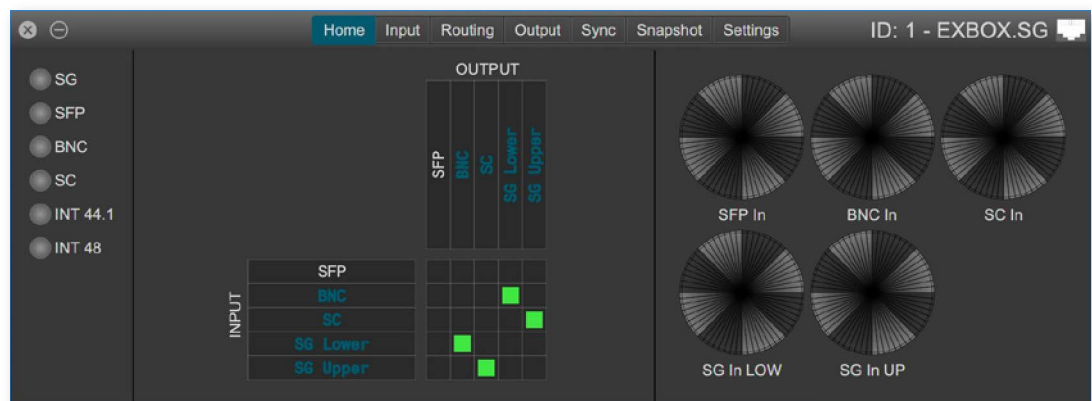 Home Input Routing Output Sync Snapshot Settings ID: 1 - EXBOX.SG
SG
SFP
BNC
SC
INT 44.1
INT 48
OUTPUT
SFP
BNC
SC
SG Lower
SG Upper
INPUT
SFP
BNC
SC
SG Lower
SG Upper
SFP In BNC In SC In
SG In LOW SG In UP